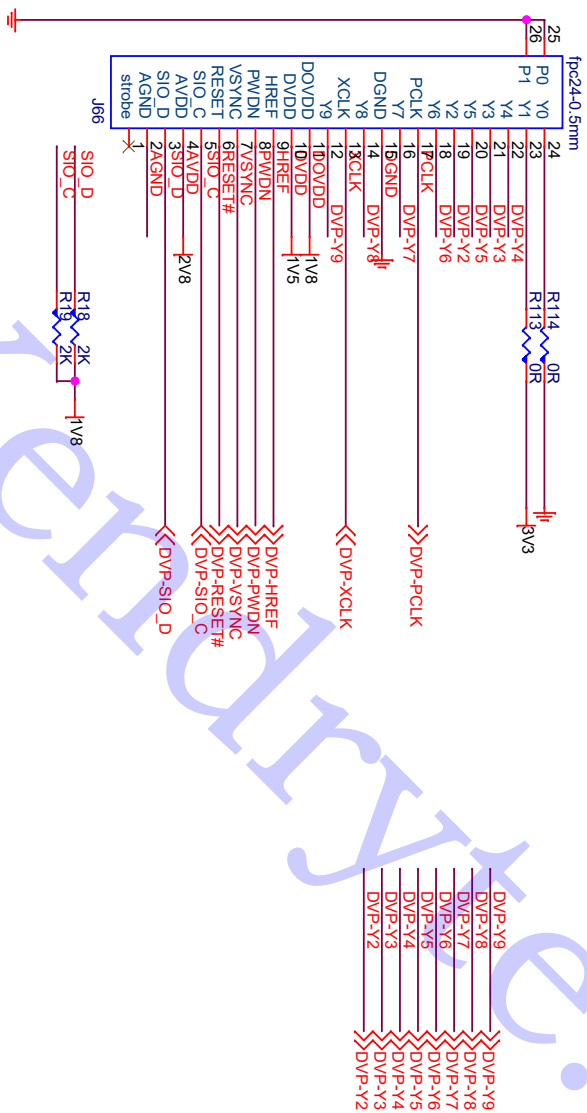 fpc24-0.5mm
25 P0 Y0 24 R114 0R
26 P1 Y1 23 R113 0R 3V3
Y4 22 DVP-Y4
Y3 21 DVP-Y3
Y5 20 DVP-Y5
Y2 19 DVP-Y2
Y6 18 DVP-Y6
PCLK 17 PCLK DVP-PCLK
Y7 16 DVP-Y7
DGND 15 DGND
Y8 14 DVP-Y8
XCLK 13 XCLK DVP-XCLK
Y9 12 DVP-Y9
DOVDD 11 DOVDD 1V8
DVDD 10 DVDD 1V5
HREF 9 HREF DVP-HREF
PWDN 8 PWDN DVP-PWDN
VSYNC 7 VSYNC DVP-VSYNC
RESET 6 RESET# DVP-RESET#
SIO_C 5 SIO_C DVP-SIO_C
AVDD 4 AVDD 2V8
SIO_D 3 SIO_D DVP-SIO_D
AGND 2 AGND
strobe 1
J66
SIO_D R18 2K 1V8
SIO_C R19 2K
DVP-Y9 DVP-Y9
DVP-Y8 DVP-Y8
DVP-Y7 DVP-Y7
DVP-Y6 DVP-Y6
DVP-Y5 DVP-Y5
DVP-Y4 DVP-Y4
DVP-Y3 DVP-Y3
DVP-Y2 DVP-Y2
endryte.